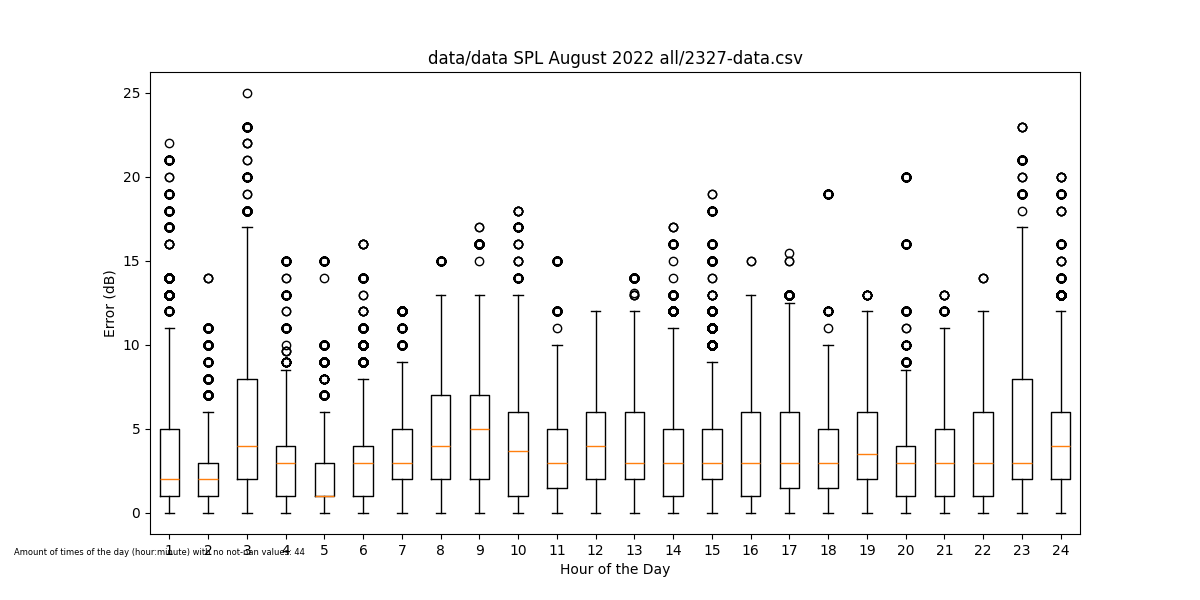 data/data SPL August 2022 all/2327-data.csv
25
20
15
10
5
0
Error (dB)
1 2 3 4 5 6 7 8 9 10 11 12 13 14 15 16 17 18 19 20 21 22 23 24
Amount of times of the day (hour:minute) with no not-nan values: 44
Hour of the Day